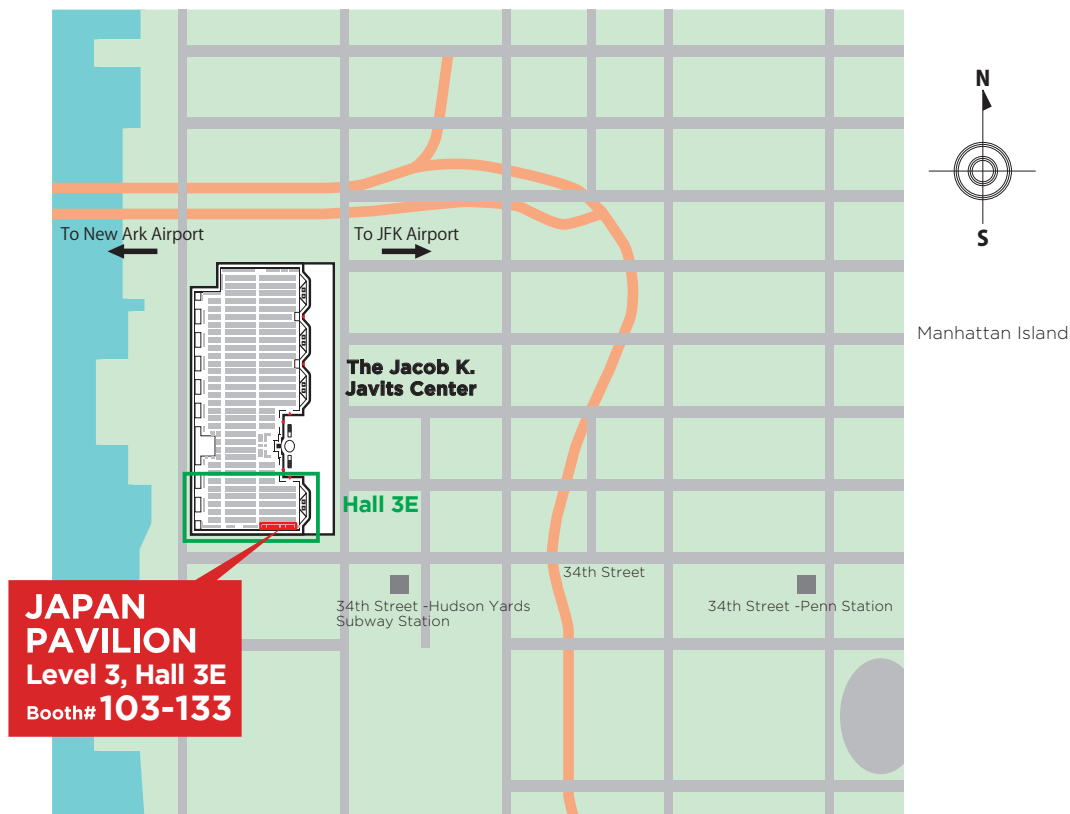 N
S
To New Ark Airport
To JFK Airport
Manhattan Island
The Jacob K.
Javits Center
Hall 3E
34th Street
34th Street -Hudson Yards
Subway Station
34th Street -Penn Station
JAPAN
PAVILION
Level 3, Hall 3E
Booth# 103-133